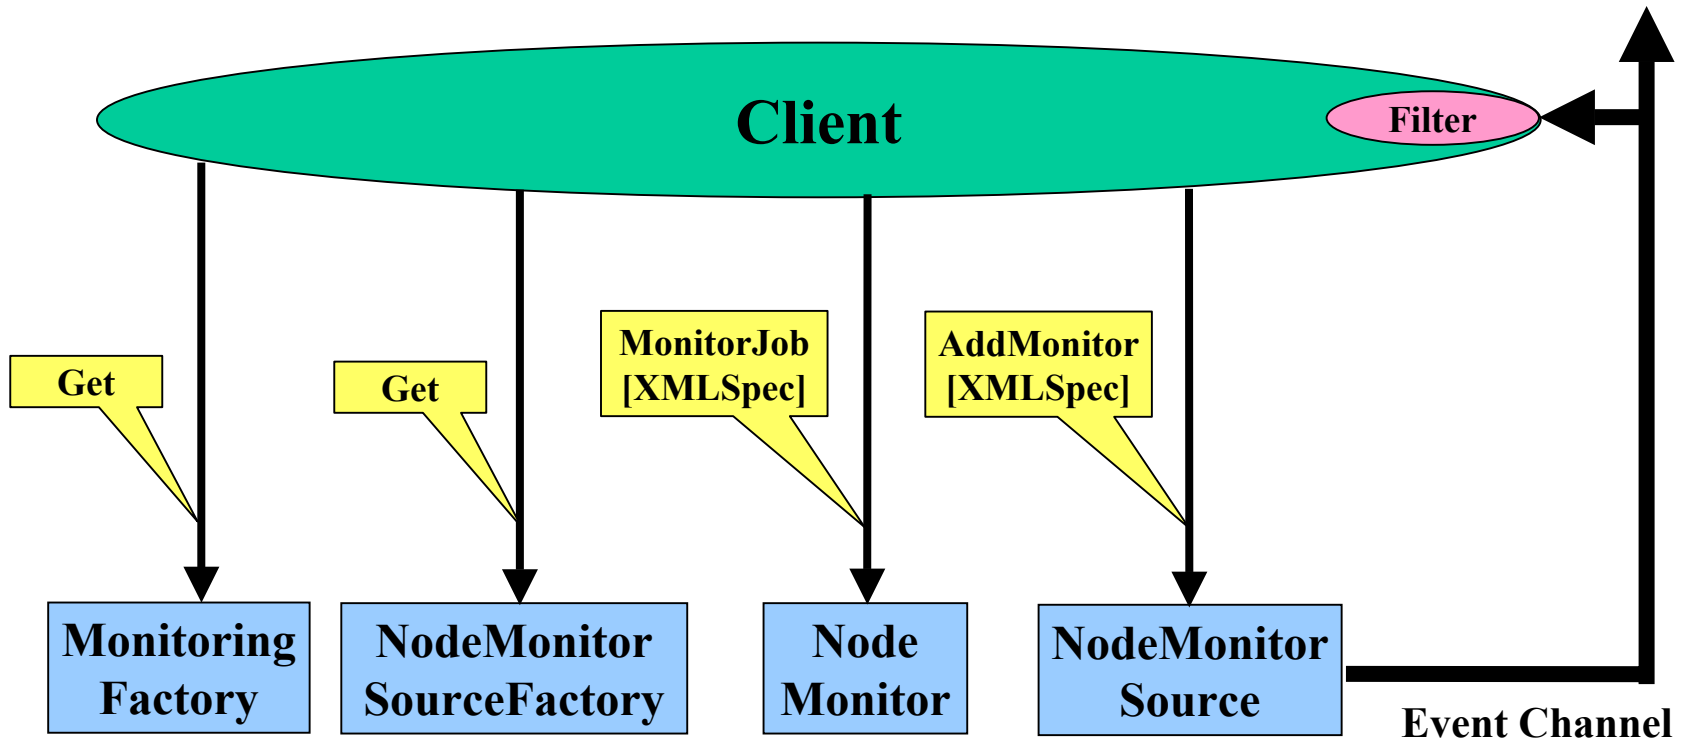 Client
Filter
Get
Get
MonitorJob
[XMLSpec]
AddMonitor
[XMLSpec]
Monitoring
Factory
NodeMonitor
SourceFactory
Node
Monitor
NodeMonitor
Source
Event Channel